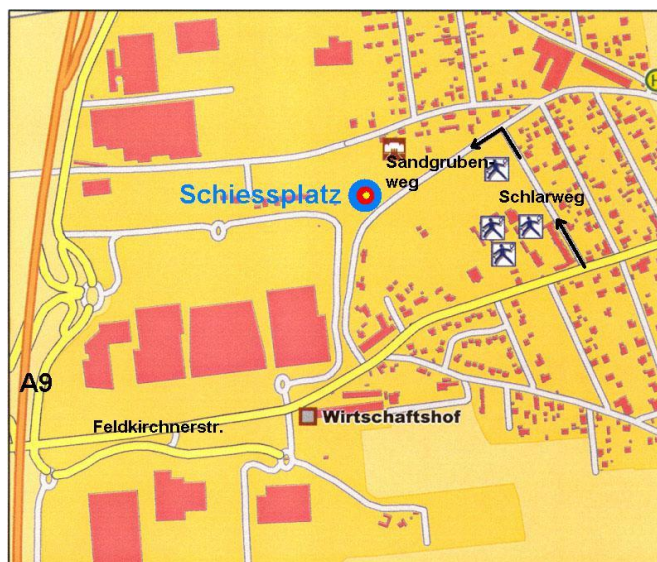 H
Sandgruben-
weg
Schiessplatz
Schlarweg
A9
Wirtschaftshof
Feldkirchnerstr.